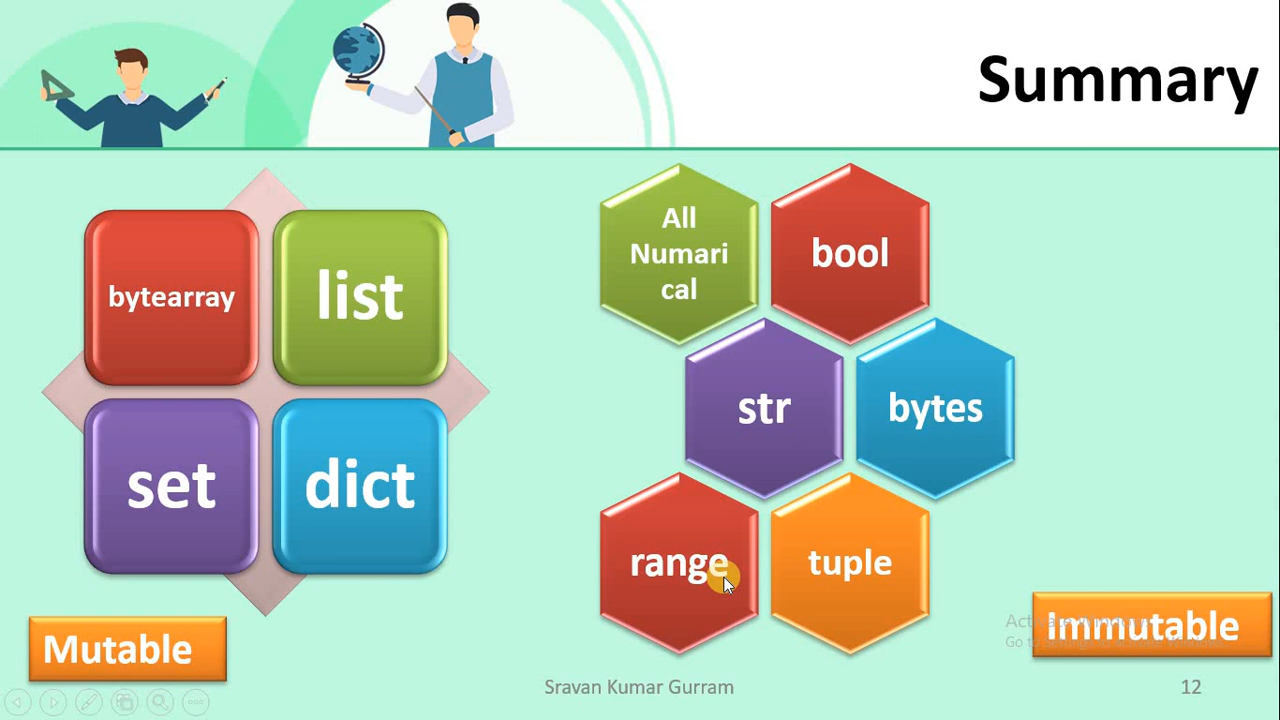 Summary
bytearray
list
set
dict
Mutable
All
Numari
cal
bool
str
bytes
range
tuple
Immutable
Sravan Kumar Gurram
12